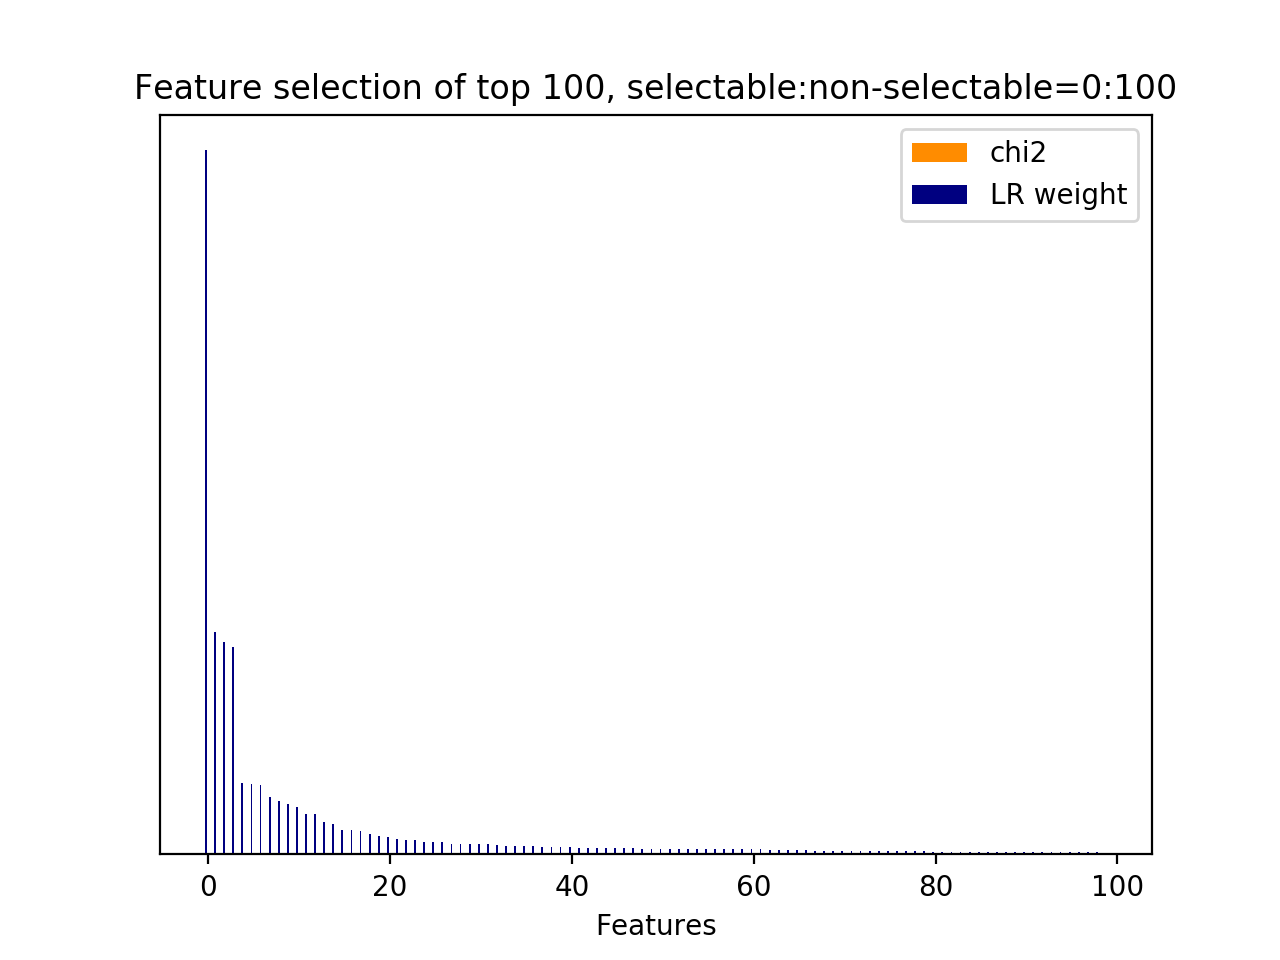 Feature selection of top 100, selectable:non-selectable=0:100
chi2
LR weight
0 20 40 60 80 100
Features